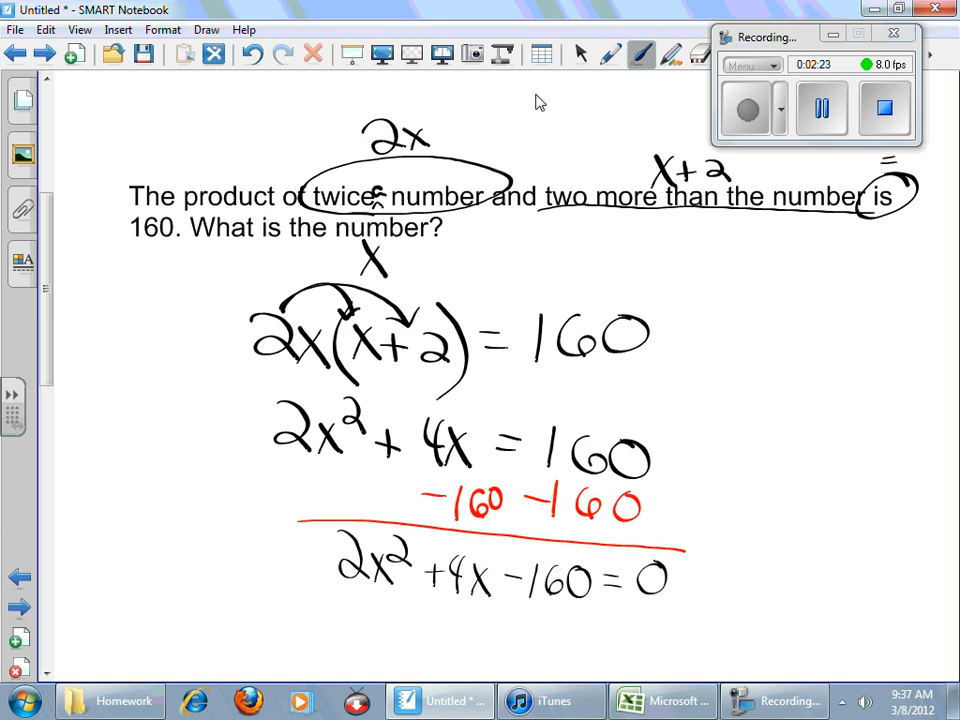 Untitled * - SMART Notebook
File Edit View Insert Format Draw Help
Recording...
Menu 0:02:23 8.0 fps
2x
x+2 =
The product of twice a number and two more than the number is
160. What is the number?
x
2x(x+2)=160
2x² + 4x = 160
-160 -160
2x² +4x -160 = 0
Homework Untitled * ... iTunes Microsoft ... Recording...
9:37 AM
3/8/2012